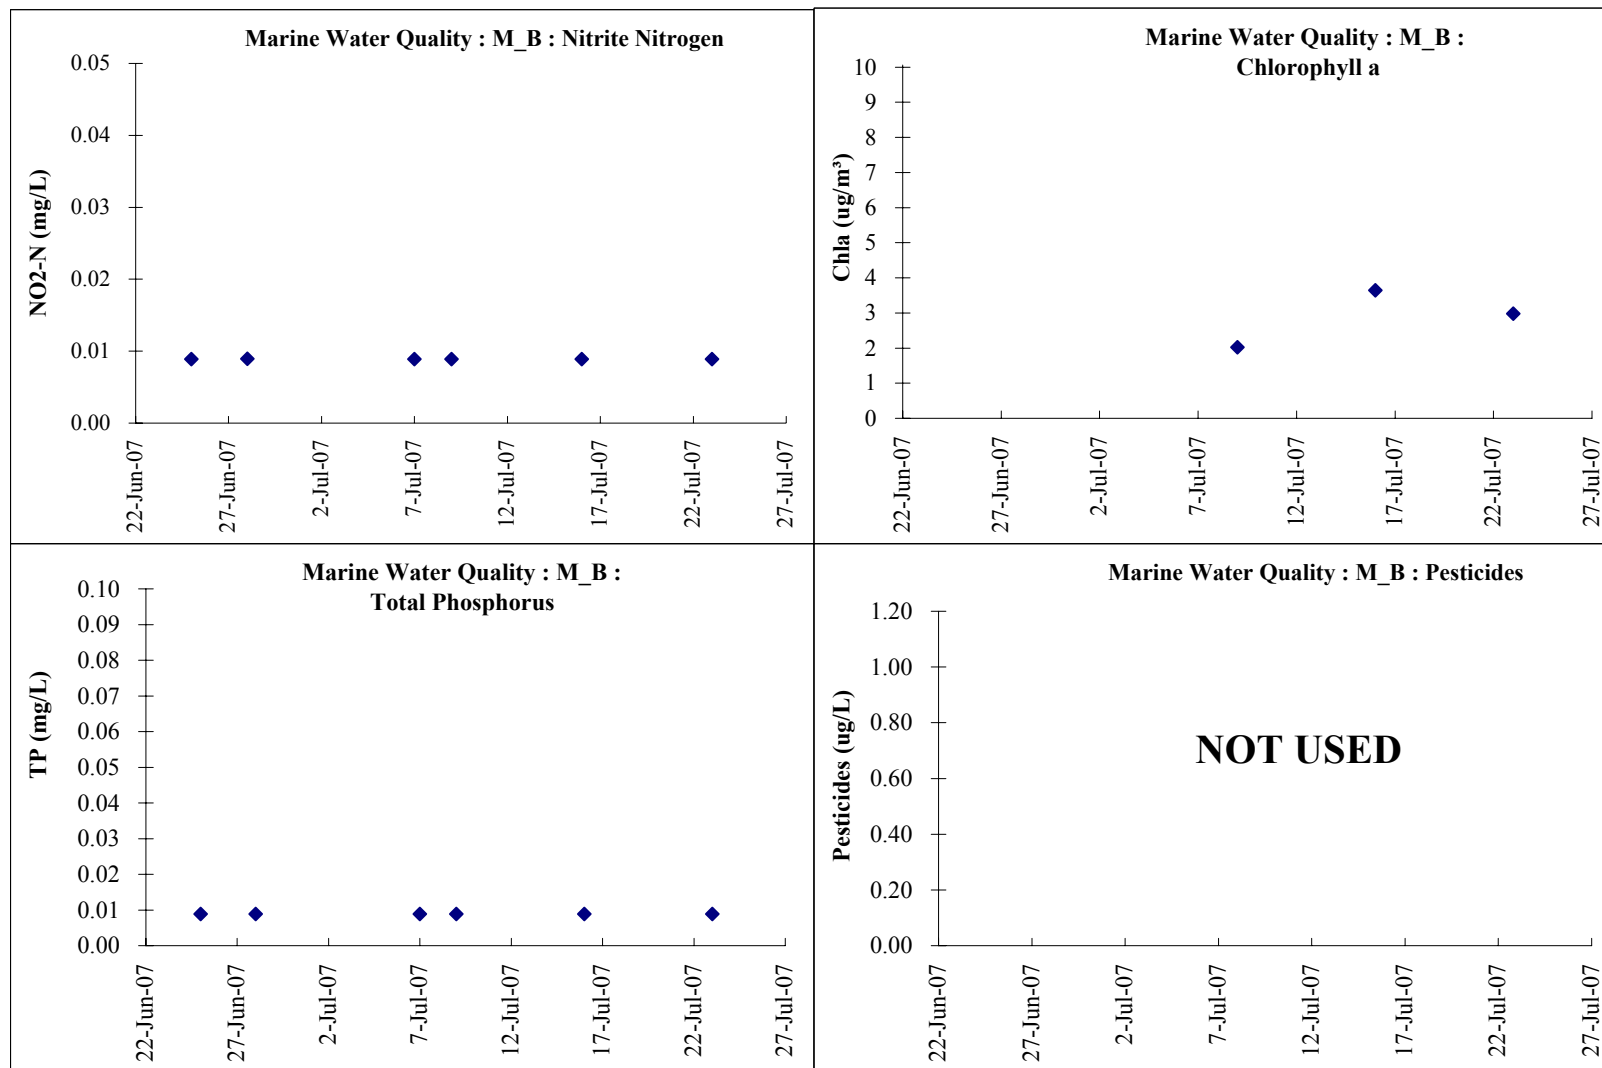 Marine Water Quality : M_B : Nitrite Nitrogen
NO2-N (mg/L)
0.05
0.04
0.03
0.02
0.01
0.00
22-Jun-07
27-Jun-07
2-Jul-07
7-Jul-07
12-Jul-07
17-Jul-07
22-Jul-07
27-Jul-07
Marine Water Quality : M_B :
Chlorophyll a
Chla (ug/m³)
10
9
8
7
6
5
4
3
2
1
0
22-Jun-07
27-Jun-07
2-Jul-07
7-Jul-07
12-Jul-07
17-Jul-07
22-Jul-07
27-Jul-07
Marine Water Quality : M_B :
Total Phosphorus
TP (mg/L)
0.10
0.09
0.08
0.07
0.06
0.05
0.04
0.03
0.02
0.01
0.00
22-Jun-07
27-Jun-07
2-Jul-07
7-Jul-07
12-Jul-07
17-Jul-07
22-Jul-07
27-Jul-07
Marine Water Quality : M_B : Pesticides
Pesticides (ug/L)
1.20
1.00
0.80
0.60
0.40
0.20
0.00
NOT USED
22-Jun-07
27-Jun-07
2-Jul-07
7-Jul-07
12-Jul-07
17-Jul-07
22-Jul-07
27-Jul-07